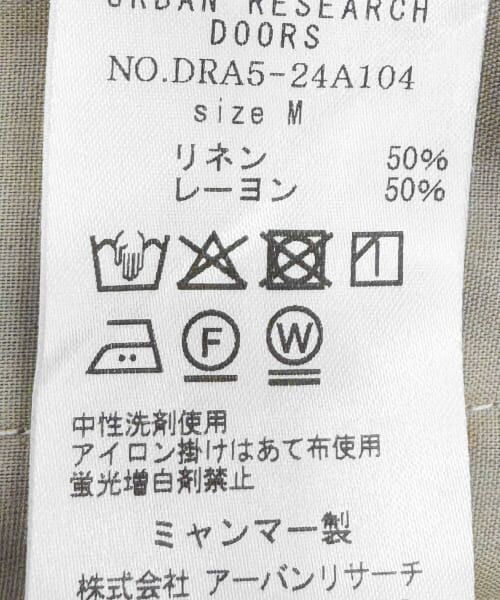 URBAN RESEARCH
DOORS
NO.DRA5-24A104
size M
リネン 50%
レーヨン 50%
F W
中性洗剤使用
アイロン掛けはあて布使用
蛍光増白剤禁止
ミャンマー製
株式会社 アーバンリサーチ